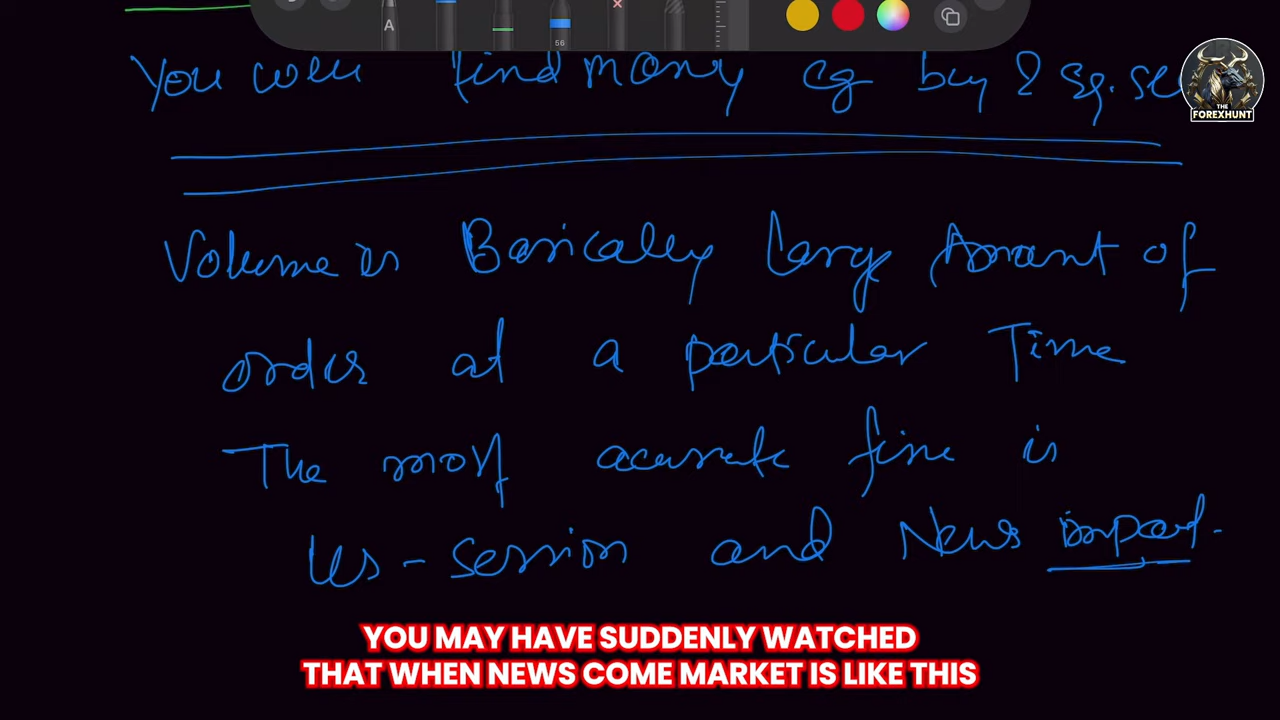 A
56
You will find many eg buy & sg. se
THE
FOREXHUNT
Volume is Basically Large Amount of
order at a particular Time
The most accurate time is
Us - session and News impact.
YOU MAY HAVE SUDDENLY WATCHED
THAT WHEN NEWS COME MARKET IS LIKE THIS